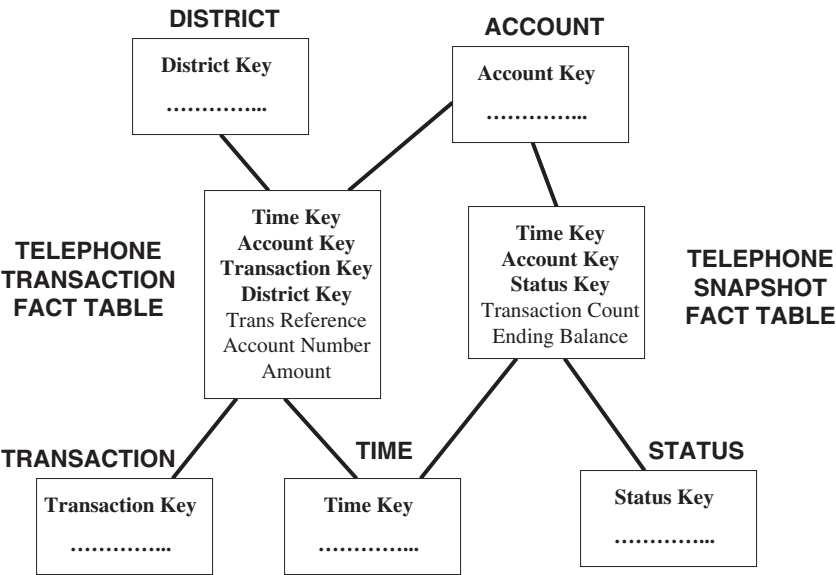 DISTRICT
District Key
…………...
ACCOUNT
Account Key
…………...
TELEPHONE
TRANSACTION
FACT TABLE
Time Key
Account Key
Transaction Key
District Key
Trans Reference
Account Number
Amount
Time Key
Account Key
Status Key
Transaction Count
Ending Balance
TELEPHONE
SNAPSHOT
FACT TABLE
TRANSACTION
Transaction Key
…………...
TIME
Time Key
…………...
STATUS
Status Key
…………...